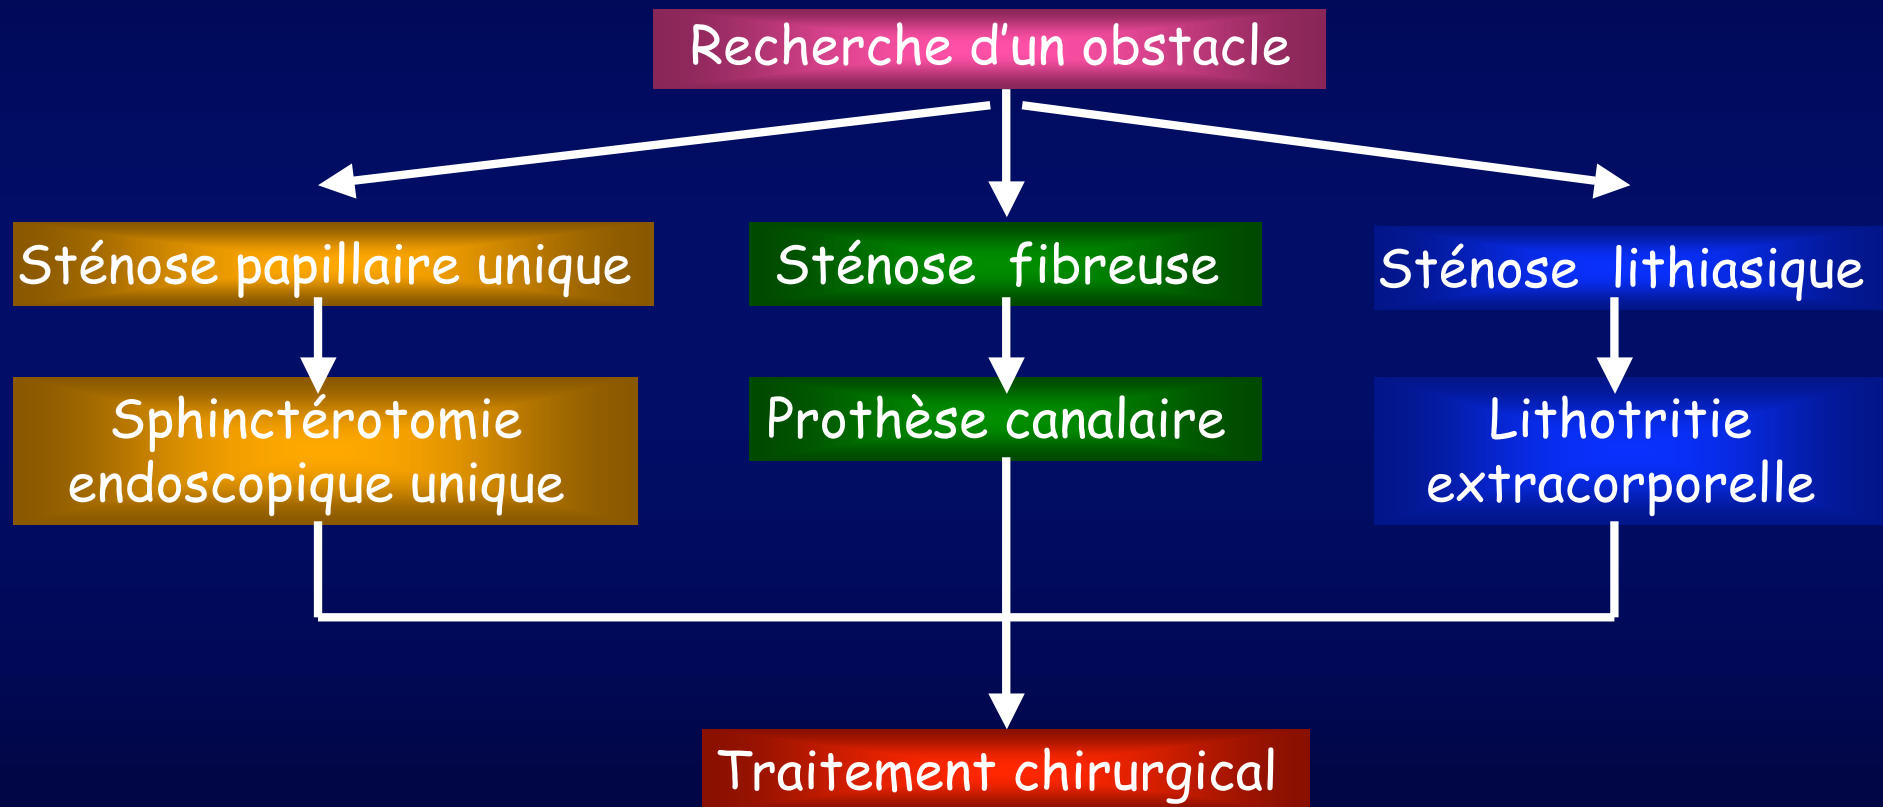 Recherche d’un obstacle
Sténose papillaire unique
Sténose fibreuse
Sténose lithiasique
Sphinctérotomie
endoscopique unique
Prothèse canalaire
Lithotritie
extracorporelle
Traitement chirurgical